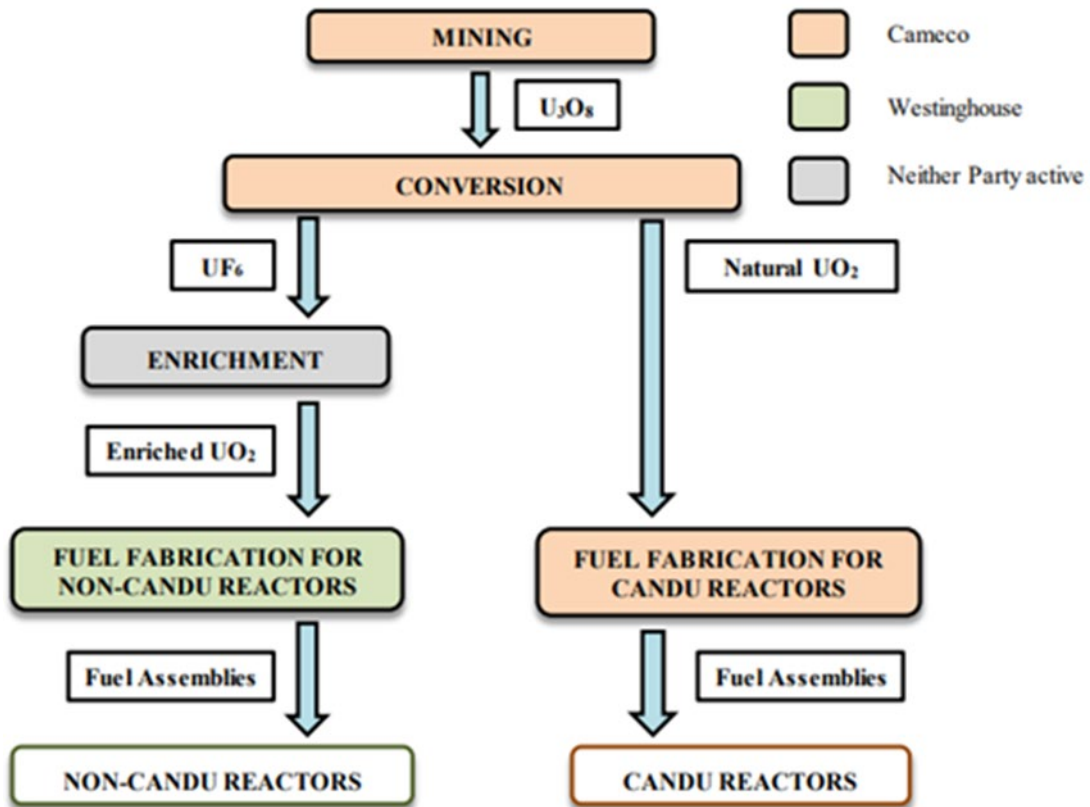 MINING
Cameco
U₃O₈
Westinghouse
CONVERSION
Neither Party active
UF₆
Natural UO₂
ENRICHMENT
Enriched UO₂
FUEL FABRICATION FOR
NON-CANDU REACTORS
FUEL FABRICATION FOR
CANDU REACTORS
Fuel Assemblies
Fuel Assemblies
NON-CANDU REACTORS
CANDU REACTORS